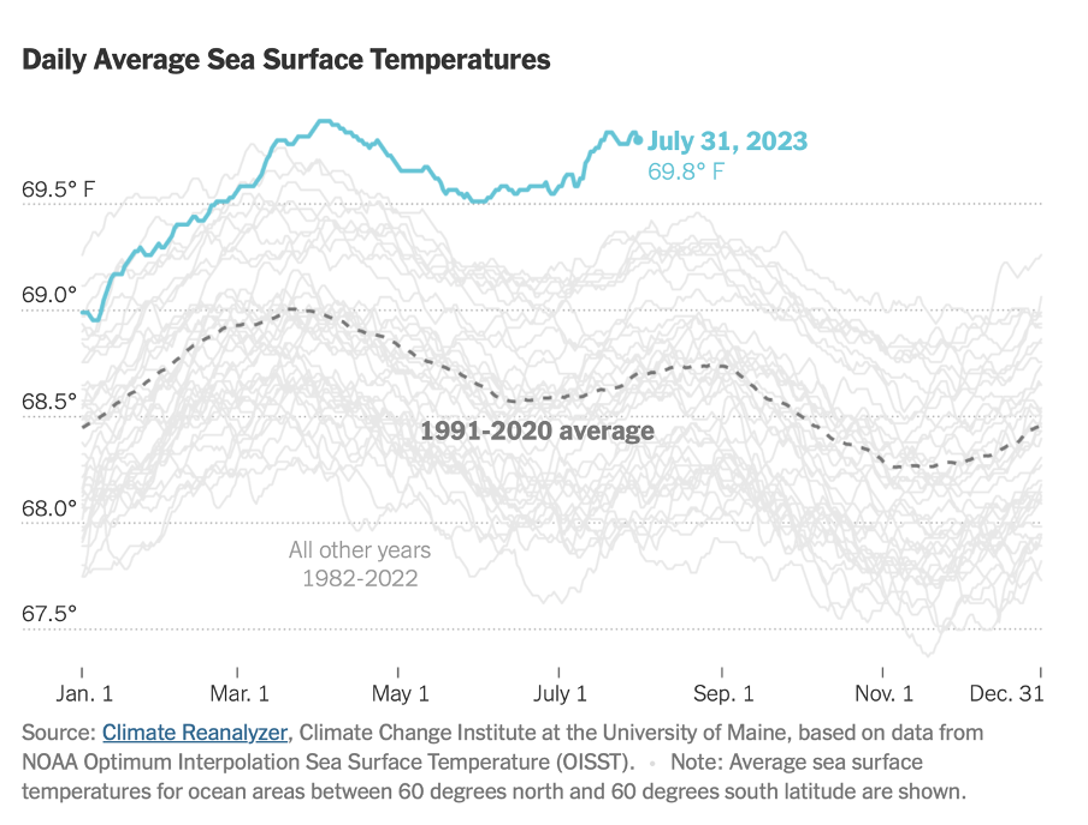 Daily Average Sea Surface Temperatures
July 31, 2023
69.8° F
69.5° F
69.0°
68.5°
1991-2020 average
68.0°
All other years
1982-2022
67.5°
Jan. 1 Mar. 1 May 1 July 1 Sep. 1 Nov. 1 Dec. 31
Source: Climate Reanalyzer, Climate Change Institute at the University of Maine, based on data from
NOAA Optimum Interpolation Sea Surface Temperature (OISST). • Note: Average sea surface
temperatures for ocean areas between 60 degrees north and 60 degrees south latitude are shown.